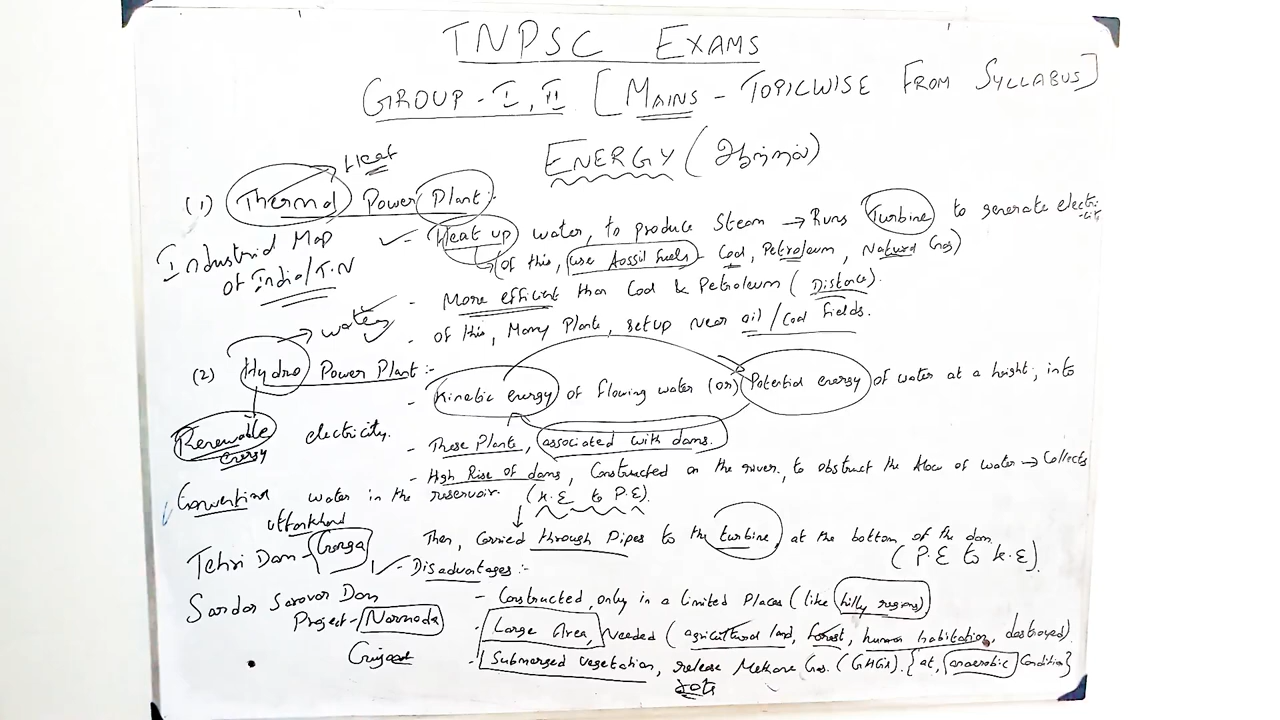 TNPSC EXAMS
GROUP - I, II [MAINS - TOPICWISE FROM SYLLABUS]
ENERGY (ஆற்றல்)
Heat
(1) Thermal Power Plant:-
Industrial Map of India/T.N
- Heat up water, to produce Steam → Runs Turbine to generate electricity
(of this, use fossil fuels - Coal, Petroleum, Natural Gas)
- More efficient than Coal & Petroleum (Distance).
- of this, Many Plants, setup near oil/Coal fields.
water
(2) Hydro Power Plant:-
- Kinetic energy of flowing water (or) Potential energy of water at a height, into
Renewable energy
electricity.
- These Plants, associated with dams.
- High Rise of dams, Constructed on the river, to obstruct the flow of water → Collects
water in the reservoir. (K.E to P.E).
Then, Carried through Pipes to the turbine, at the bottom of the dam
(P.E to K.E).
Uttarkhand
Tehri Dam - Ganga
- Disadvantages:-
Sardar Sarovar Dam
Project - Narmada
Gujarat
- Constructed, only in a limited Places (like hilly regions)
- Large Area, Needed (agricultural land, forest, human habitation, destroyed).
- Submerged vegetation, release Methane Gas. (GHGs). {at, anaerobic Condition}